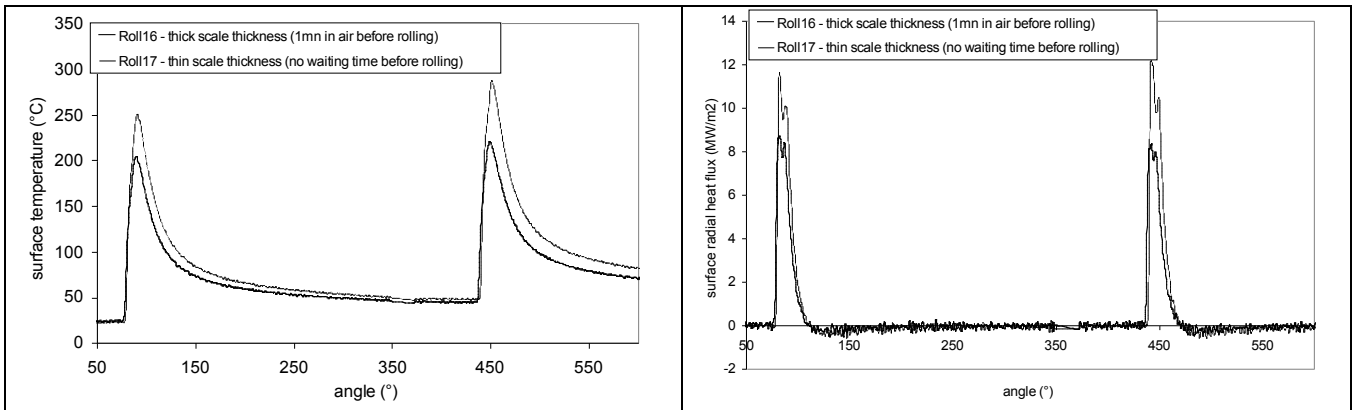 350
300
250
200
150
100
50
0
surface temperature (°C)
Roll16 - thick scale thickness (1mn in air before rolling)
Roll17 - thin scale thickness (no waiting time before rolling)
50 150 250 350 450 550
angle (°)
14
12
10
8
6
4
2
0
-2
surface radial heat flux (MW/m2)
Roll16 - thick scale thickness (1mn in air before rolling)
Roll17 - thin scale thickness (no waiting time before rolling)
50 150 250 350 450 550
angle (°)